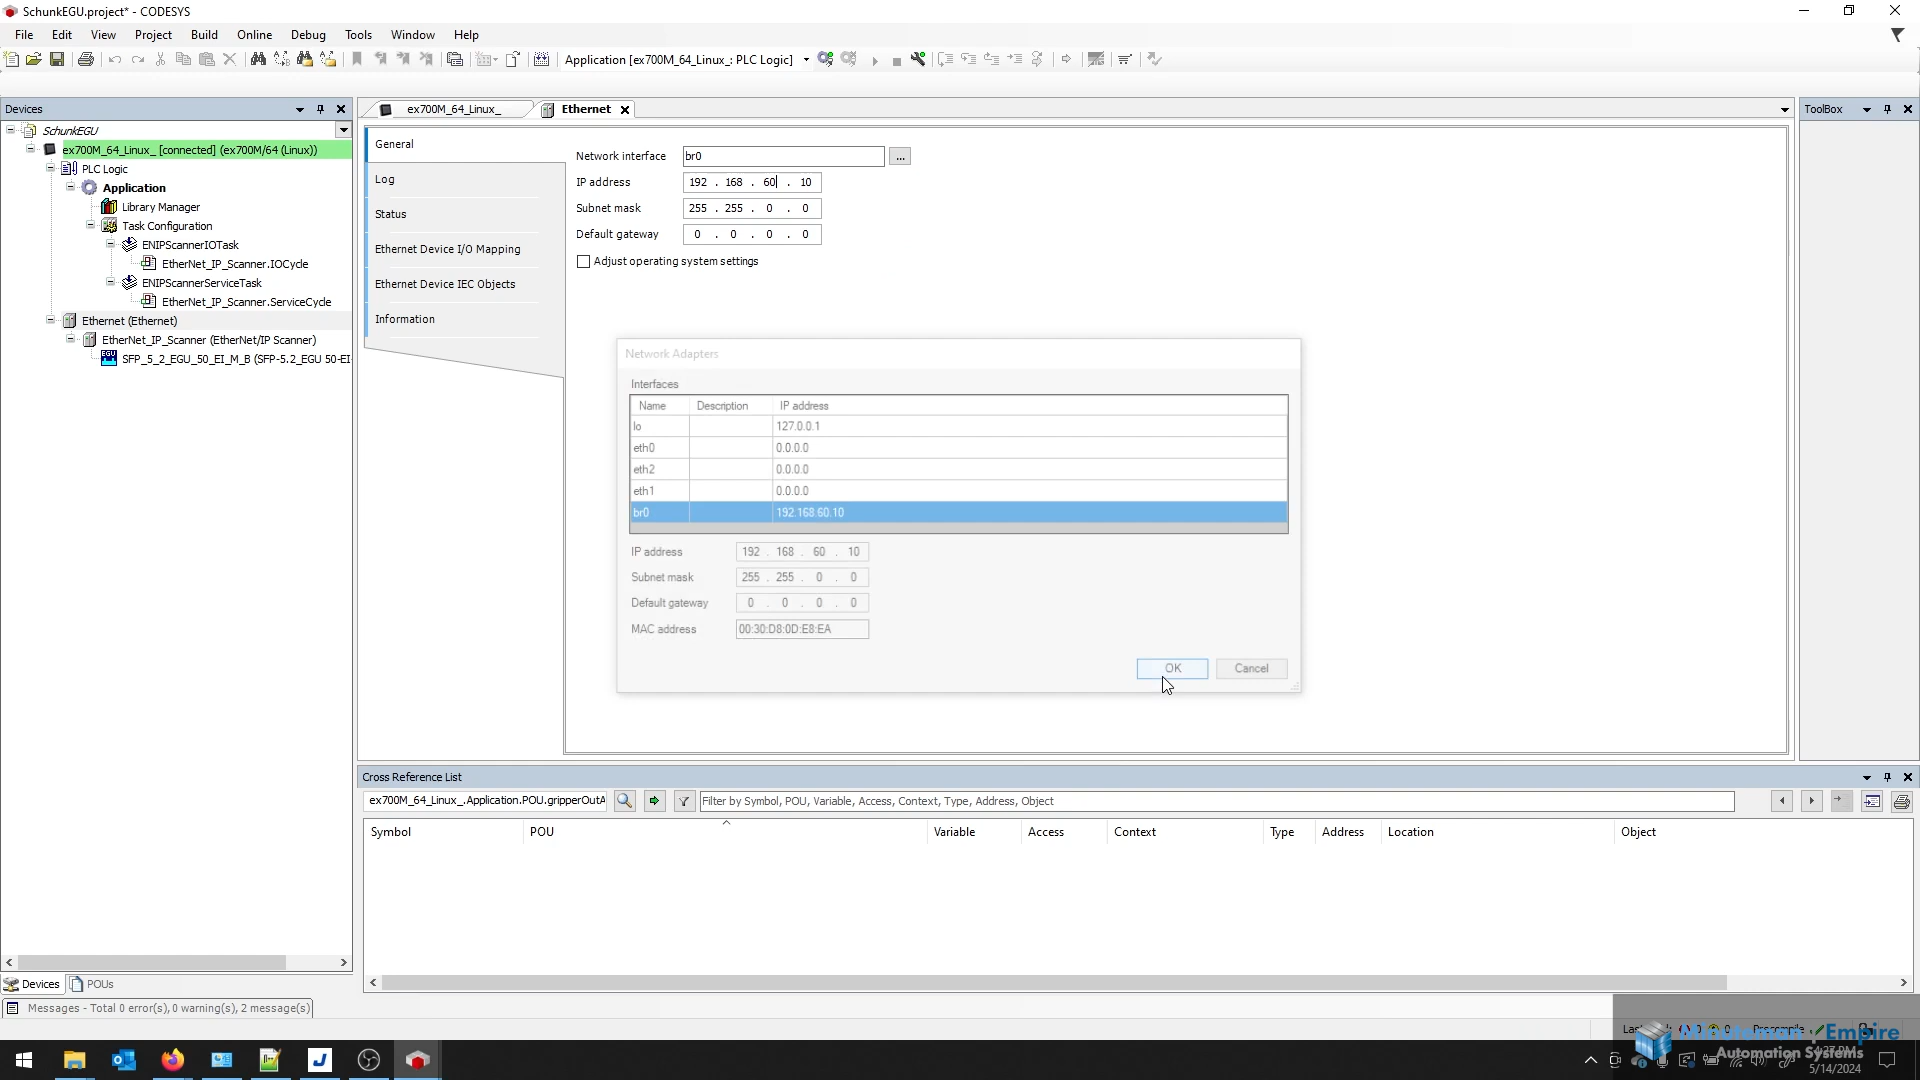 SchunkEGU.project* - CODESYS
File Edit View Project Build Online Debug Tools Window Help
Application [ex700M_64_Linux_: PLC Logic]
Devices
SchunkEGU
ex700M_64_Linux_ [connected] (ex700M/64 (Linux))
PLC Logic
Application
Library Manager
Task Configuration
ENIPScannerIOTask
EtherNet_IP_Scanner.IOCycle
ENIPScannerServiceTask
EtherNet_IP_Scanner.ServiceCycle
Ethernet (Ethernet)
EtherNet_IP_Scanner (EtherNet/IP Scanner)
EGU SFP_5_2_EGU_50_EI_M_B (SFP-5.2_EGU 50-EI-
Devices POUs
Messages - Total 0 error(s), 0 warning(s), 2 message(s)
ex700M_64_Linux_ Ethernet
General
Log
Status
Ethernet Device I/O Mapping
Ethernet Device IEC Objects
Information
Network interface br0 ...
IP address 192 . 168 . 60 . 10
Subnet mask 255 . 255 . 0 . 0
Default gateway 0 . 0 . 0 . 0
Adjust operating system settings
Network Adapters
Interfaces
Name Description IP address
lo 127.0.0.1
eth0 0.0.0.0
eth2 0.0.0.0
eth1 0.0.0.0
br0 192.168.60.10
IP address 192 . 168 . 60 . 10
Subnet mask 255 . 255 . 0 . 0
Default gateway 0 . 0 . 0 . 0
MAC address 00:30:D8:0D:E8:EA
OK Cancel
ToolBox
Cross Reference List
ex700M_64_Linux_.Application.POU.gripperOutA
Filter by Symbol, POU, Variable, Access, Context, Type, Address, Object
Symbol POU Variable Access Context Type Address Location Object
Minuteman Empire
Automation Systems
5/14/2024